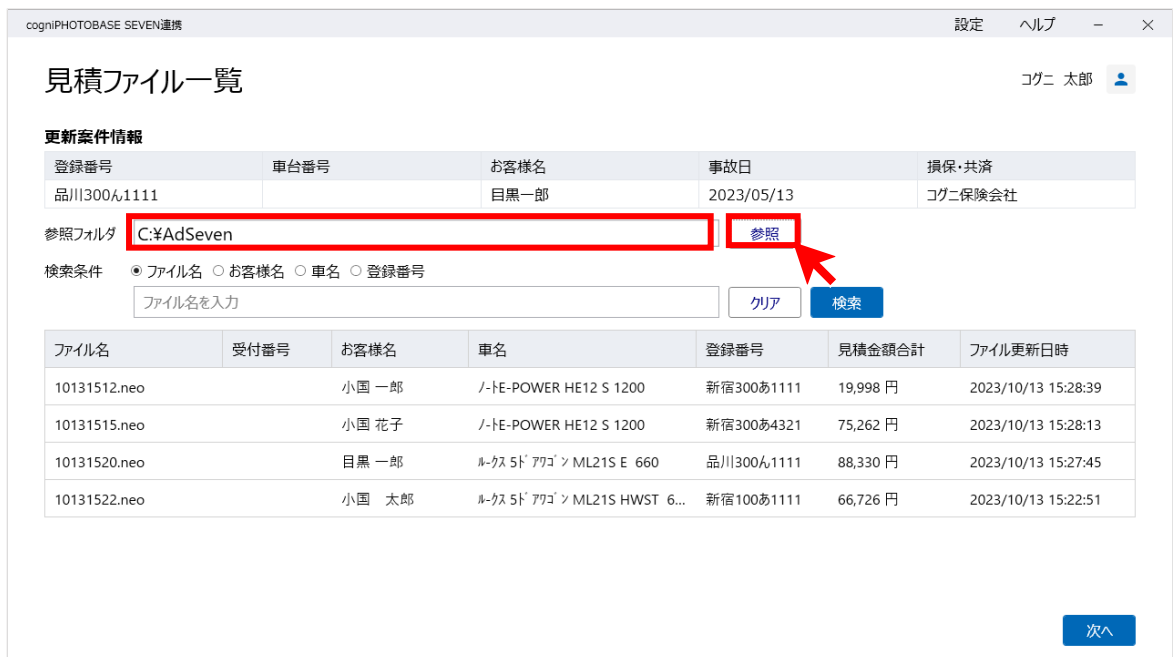 cogniPHOTOBASE SEVEN連携 設定 ヘルプ － ×
見積ファイル一覧 コグニ 太郎
更新案件情報
登録番号 車台番号 お客様名 事故日 損保・共済
品川300ん1111 目黒一郎 2023/05/13 コグニ保険会社
参照フォルダ C:¥AdSeven 参照
検索条件 ファイル名 お客様名 車名 登録番号
ファイル名を入力 クリア 検索
ファイル名 受付番号 お客様名 車名 登録番号 見積金額合計 ファイル更新日時
10131512.neo 小国 一郎 ﾉｰﾄE-POWER HE12 S 1200 新宿300あ1111 19,998 円 2023/10/13 15:28:39
10131515.neo 小国 花子 ﾉｰﾄE-POWER HE12 S 1200 新宿300あ4321 75,262 円 2023/10/13 15:28:13
10131520.neo 目黒 一郎 ﾙｰｸｽ 5ﾄﾞｱﾜｺﾞﾝ ML21S E 660 品川300ん1111 88,330 円 2023/10/13 15:27:45
10131522.neo 小国　太郎 ﾙｰｸｽ 5ﾄﾞｱﾜｺﾞﾝ ML21S HWST 6... 新宿100あ1111 66,726 円 2023/10/13 15:22:51
次へ